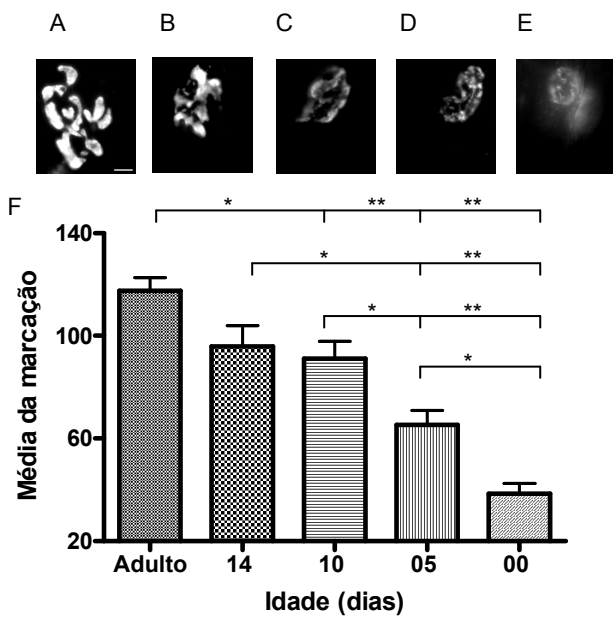 A B C D E
F
* ** **
140
* **
Média da marcação
100
* **
*
60
20
Adulto 14 10 05 00
Idade (dias)